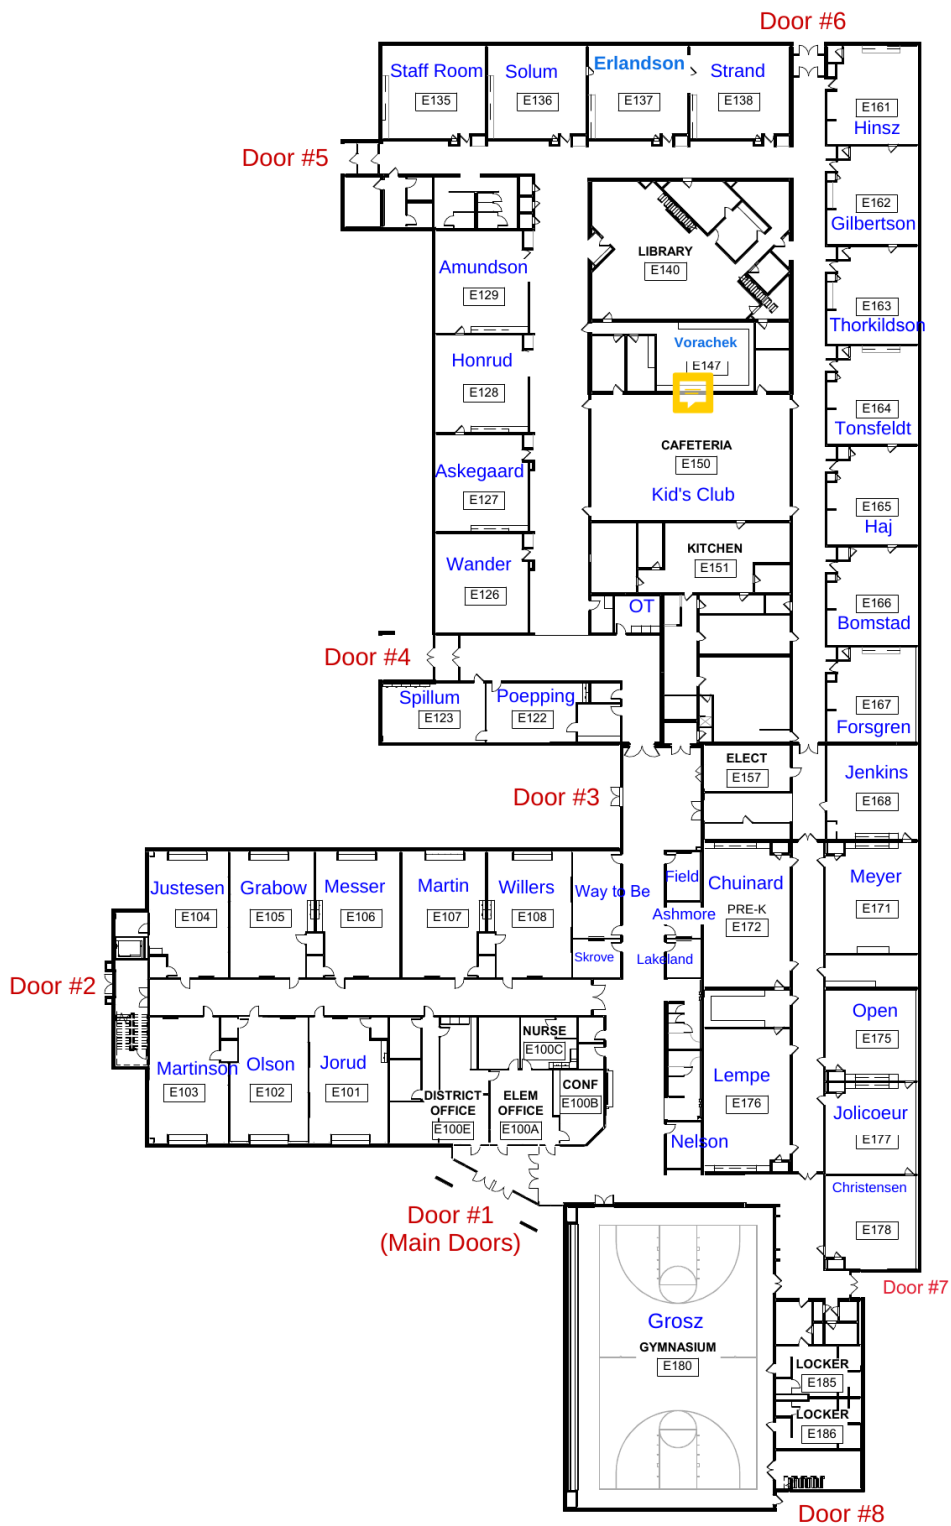 Door #6
Staff Room
E135
Solum
E136
Erlandson
E137
Strand
E138
E161
Hinsz
Door #5
E162
Gilbertson
LIBRARY
E140
Amundson
E129
E163
Thorkildson
Vorachek
E147
Honrud
E128
E164
Tonsfeldt
CAFETERIA
E150
Kid's Club
Askegaard
E127
E165
Haj
KITCHEN
E151
Wander
E126
OT
E166
Bomstad
Door #4
Spillum
E123
Poepping
E122
E167
Forsgren
ELECT
E157
Jenkins
E168
Door #3
Justesen
E104
Grabow
E105
Messer
E106
Martin
E107
Willers
E108
Way to Be
Field
Ashmore
Skrove
Lakeland
Chuinard
PRE-K
E172
Meyer
E171
Door #2
Open
E175
NURSE
E100C
Martinson
E103
Olson
E102
Jorud
E101
DISTRICT
OFFICE
E100E
ELEM
OFFICE
E100A
CONF
E100B
Lempe
E176
Jolicoeur
E177
Nelson
Christensen
E178
Door #1
(Main Doors)
Door #7
Grosz
GYMNASIUM
E180
LOCKER
E185
LOCKER
E186
Door #8